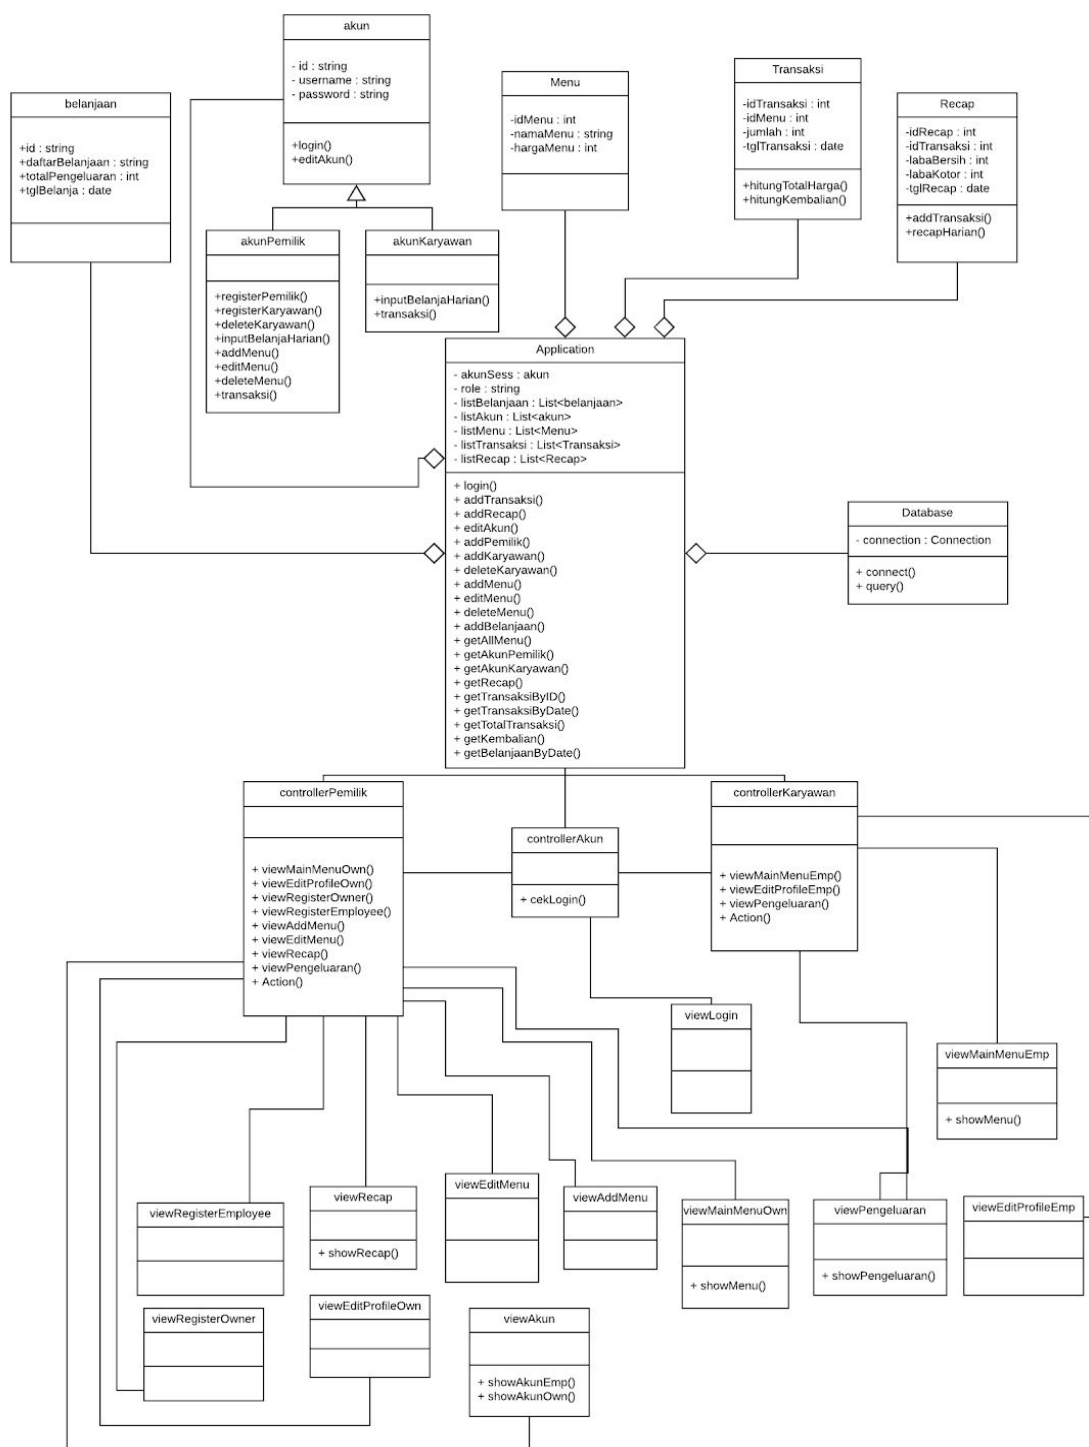 akun
- id : string
- username : string
- password : string
+login()
+editAkun()
belanjaan
+id : string
+daftarBelanjaan : string
+totalPengeluaran : int
+tglBelanja : date
Menu
-idMenu : int
-namaMenu : string
-hargaMenu : int
Transaksi
-idTransaksi : int
-idMenu : int
-jumlah : int
-tglTransaksi : date
+hitungTotalHarga()
+hitungKembalian()
Recap
-idRecap : int
-idTransaksi : int
-labaBersih : int
-labaKotor : int
-tglRecap : date
+addTransaksi()
+recapHarian()
akunPemilik
+registerPemilik()
+registerKaryawan()
+deleteKaryawan()
+inputBelanjaHarian()
+addMenu()
+editMenu()
+deleteMenu()
+transaksi()
akunKaryawan
+inputBelanjaHarian()
+transaksi()
Application
- akunSess : akun
- role : string
- listBelanjaan : List<belanjaan>
- listAkun : List<akun>
- listMenu : List<Menu>
- listTransaksi : List<Transaksi>
- listRecap : List<Recap>
+ login()
+ addTransaksi()
+ addRecap()
+ editAkun()
+ addPemilik()
+ addKaryawan()
+ deleteKaryawan()
+ addMenu()
+ editMenu()
+ deleteMenu()
+ addBelanjaan()
+ getAllMenu()
+ getAkunPemilik()
+ getAkunKaryawan()
+ getRecap()
+ getTransaksiByID()
+ getTransaksiByDate()
+ getTotalTransaksi()
+ getKembalian()
+ getBelanjaanByDate()
Database
- connection : Connection
+ connect()
+ query()
controllerPemilik
+ viewMainMenuOwn()
+ viewEditProfileOwn()
+ viewRegisterOwner()
+ viewRegisterEmployee()
+ viewAddMenu()
+ viewEditMenu()
+ viewRecap()
+ viewPengeluaran()
+ Action()
controllerAkun
+ cekLogin()
controllerKaryawan
+ viewMainMenuEmp()
+ viewEditProfileEmp()
+ viewPengeluaran()
+ Action()
viewLogin
viewMainMenuEmp
+ showMenu()
viewRegisterEmployee
viewRecap
+ showRecap()
viewEditMenu
viewAddMenu
viewMainMenuOwn
+ showMenu()
viewPengeluaran
+ showPengeluaran()
viewEditProfileEmp
viewRegisterOwner
viewEditProfileOwn
viewAkun
+ showAkunEmp()
+ showAkunOwn()